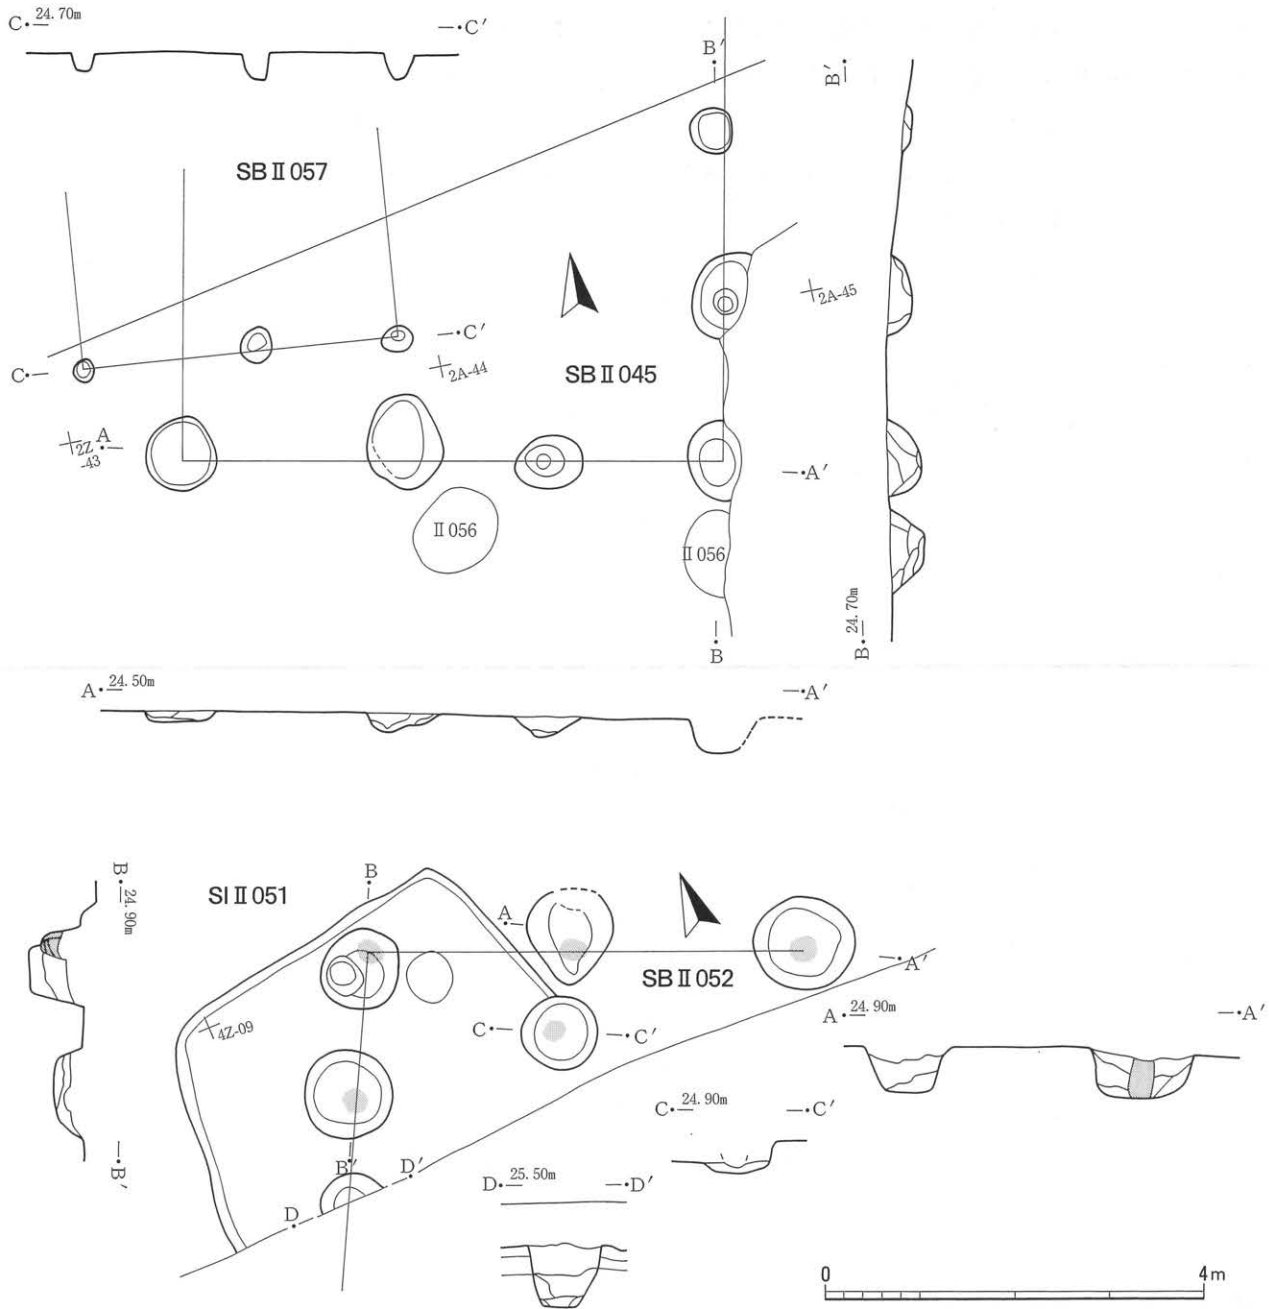 C 24.70m
C′
B′
B′
SBⅡ057
2A-45
C′
C
2A-44
SBⅡ045
2Z
-43
A
A′
Ⅱ056
Ⅱ056
B
B 24.70m
A 24.50m
A′
B 24.90m
SIⅡ051
B
A
SBⅡ052
A′
4Z-09
C
C′
A 24.90m
A′
C 24.90m
C′
B′
B′
D′
D
D 25.50m
D′
0
4m